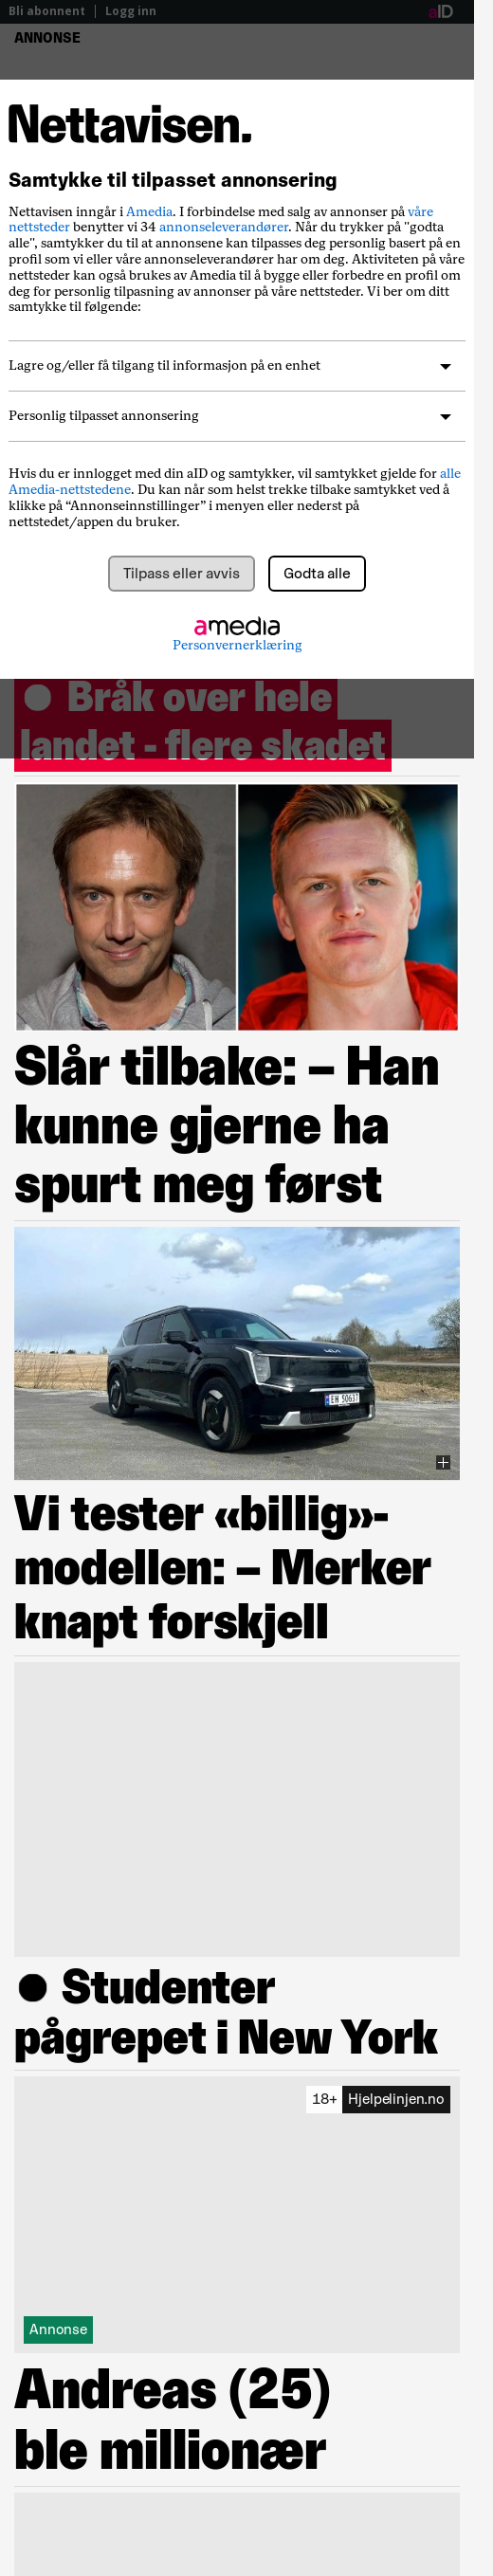 Bli abonnent | Logg inn
aID
ANNONSE
Nettavisen.
Samtykke til tilpasset annonsering
Nettavisen inngår i Amedia. I forbindelse med salg av annonser på våre
nettsteder benytter vi 34 annonseleverandører. Når du trykker på "godta
alle", samtykker du til at annonsene kan tilpasses deg personlig basert på en
profil som vi eller våre annonseleverandører har om deg. Aktiviteten på våre
nettsteder kan også brukes av Amedia til å bygge eller forbedre en profil om
deg for personlig tilpasning av annonser på våre nettsteder. Vi ber om ditt
samtykke til følgende:
Lagre og/eller få tilgang til informasjon på en enhet
Personlig tilpasset annonsering
Hvis du er innlogget med din aID og samtykker, vil samtykket gjelde for alle
Amedia-nettstedene. Du kan når som helst trekke tilbake samtykket ved å
klikke på “Annonseinnstillinger” i menyen eller nederst på
nettstedet/appen du bruker.
Tilpass eller avvis
Godta alle
amedia
Personvernerklæring
● Bråk over hele
landet - flere skadet
Slår tilbake: – Han
kunne gjerne ha
spurt meg først
EH 50637
Vi tester «billig»-
modellen: – Merker
knapt forskjell
● Studenter
pågrepet i New York
18+ Hjelpelinjen.no
Annonse
Andreas (25)
ble millionær